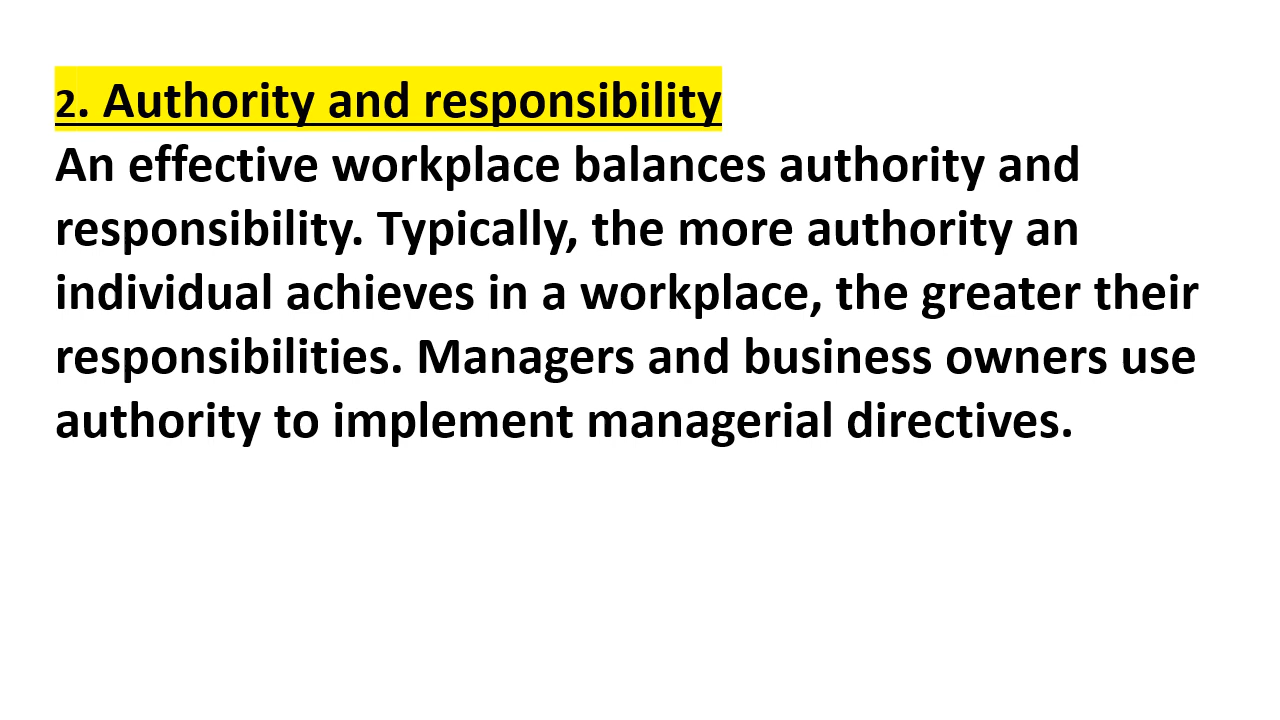 2. Authority and responsibility
An effective workplace balances authority and
responsibility. Typically, the more authority an
individual achieves in a workplace, the greater their
responsibilities. Managers and business owners use
authority to implement managerial directives.